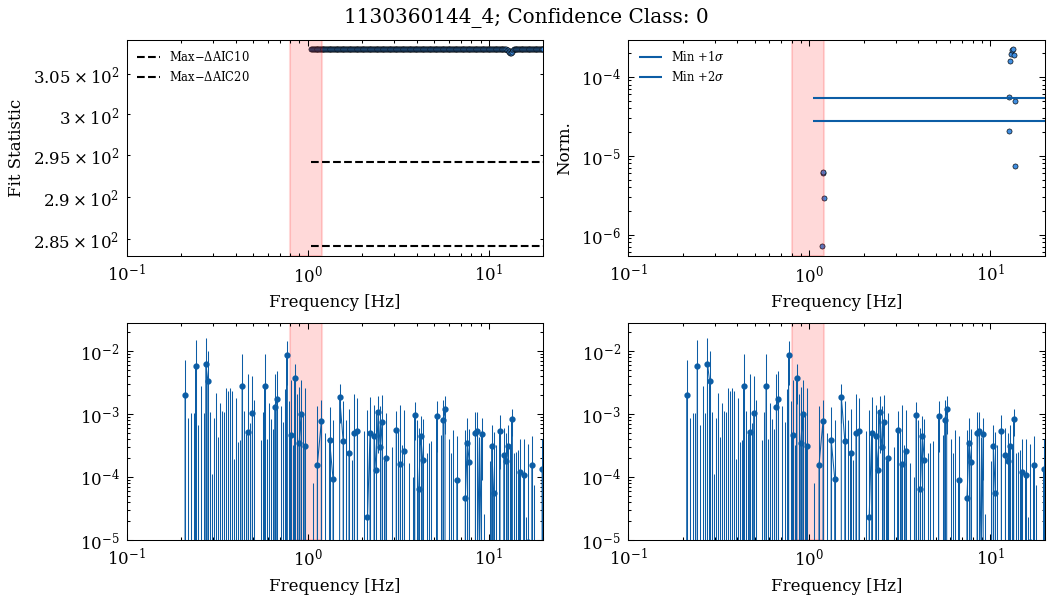 1130360144_4; Confidence Class: 0
Max−ΔAIC10
Max−ΔAIC20
3.05 × 10²
3 × 10²
2.95 × 10²
2.9 × 10²
2.85 × 10²
Fit Statistic
10⁻¹ 10⁰ 10¹
Frequency [Hz]
Min +1σ
Min +2σ
10⁻⁴
10⁻⁵
10⁻⁶
Norm.
10⁻¹ 10⁰ 10¹
Frequency [Hz]
10⁻²
10⁻³
10⁻⁴
10⁻⁵
10⁻¹ 10⁰ 10¹
Frequency [Hz]
10⁻²
10⁻³
10⁻⁴
10⁻⁵
10⁻¹ 10⁰ 10¹
Frequency [Hz]